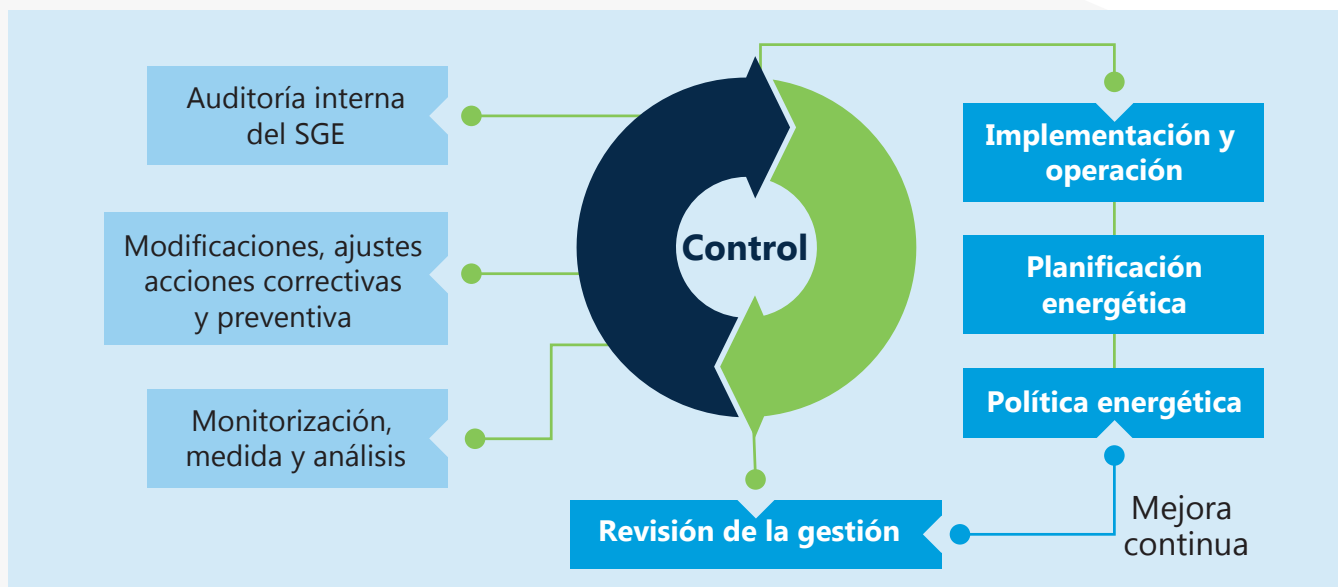 Auditoría interna
del SGE
Modificaciones, ajustes
acciones correctivas
y preventiva
Monitorización,
medida y análisis
Control
Implementación y
operación
Planificación
energética
Política energética
Revisión de la gestión
Mejora
continua